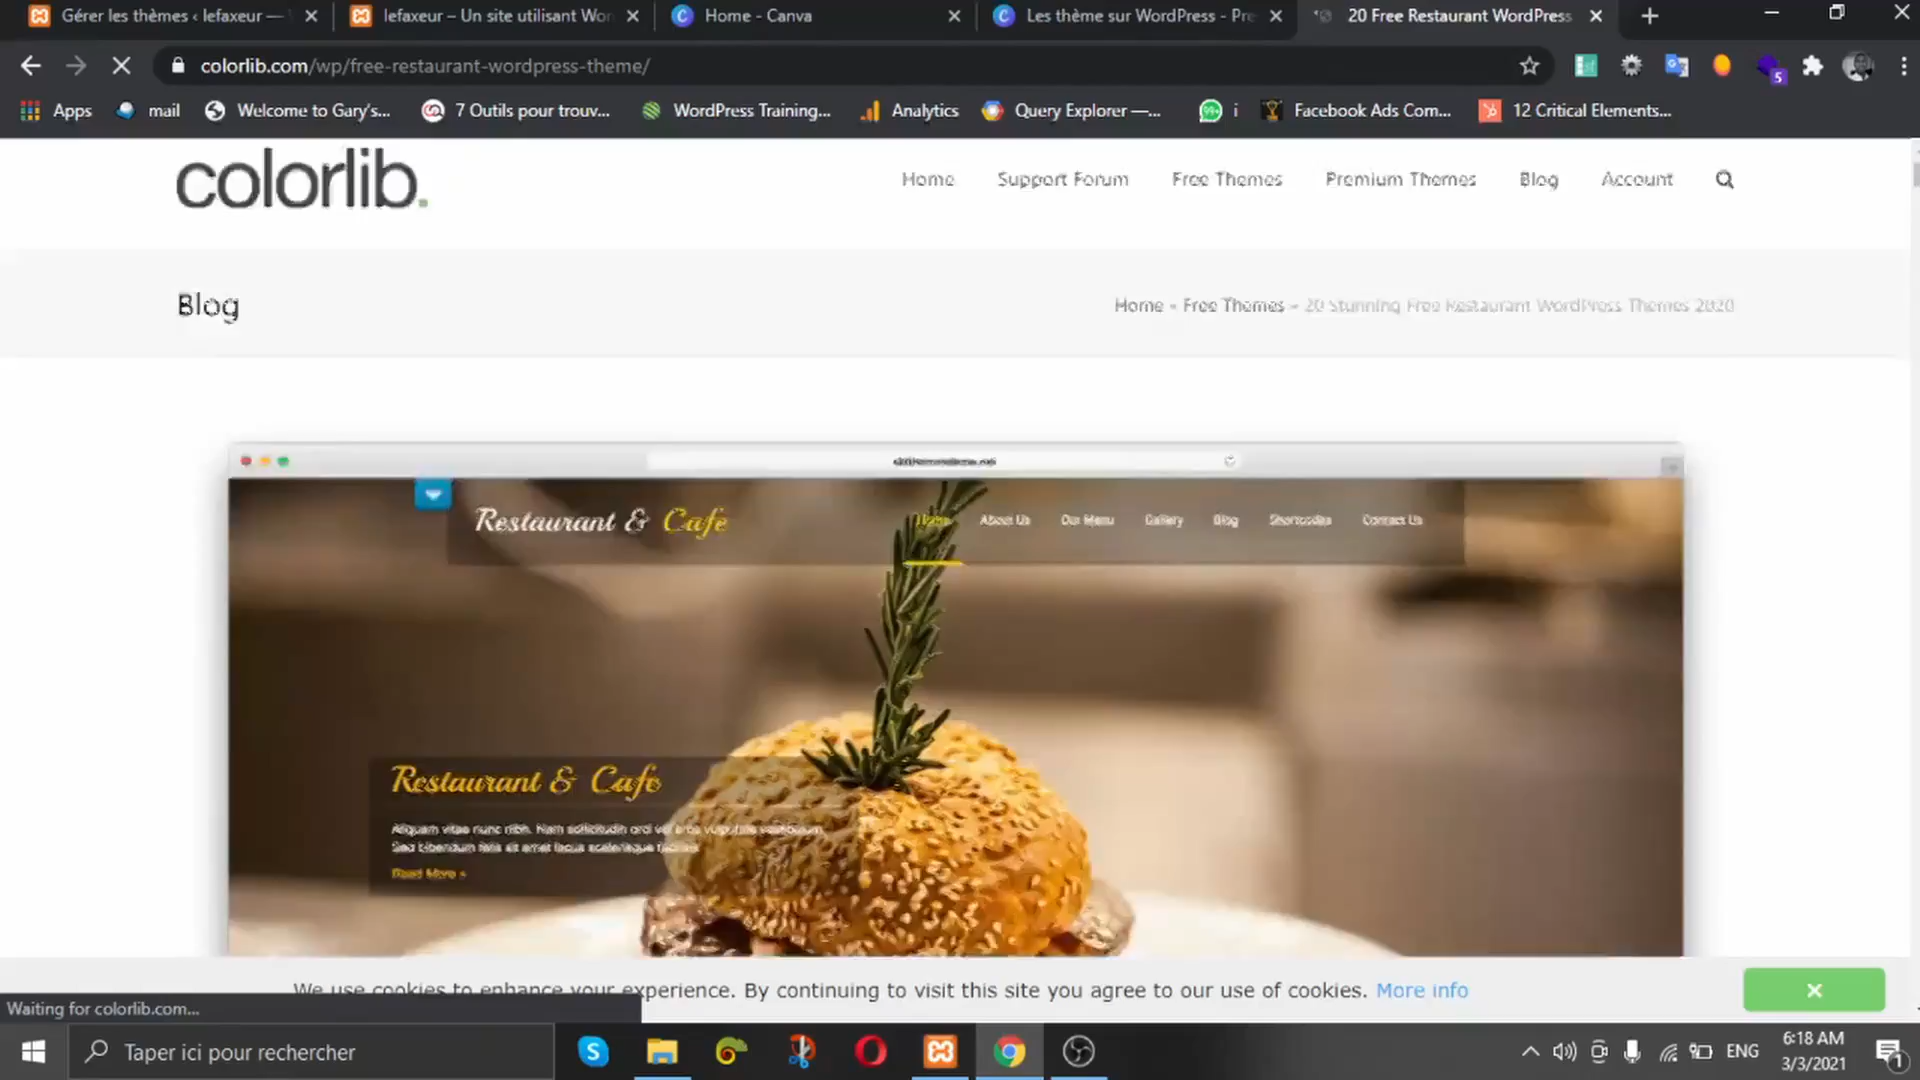 Gérer les thèmes ‹ lefaxeur —
lefaxeur – Un site utilisant Wor
Home - Canva
Les thème sur WordPress - Pre
20 Free Restaurant WordPress
colorlib.com/wp/free-restaurant-wordpress-theme/
5
Apps
mail
Welcome to Gary's...
7 Outils pour trouv...
WordPress Training...
Analytics
Query Explorer —...
99+
i
Facebook Ads Com...
12 Critical Elements...
colorlib.
Home
Support Forum
Free Themes
Premium Themes
Blog
Account
Blog
Home - Free Themes - 20 Stunning Free Restaurant WordPress Themes 2020
Restaurant & Cafe
Home
About Us
Our Menu
Gallery
Blog
Shortcodes
Contact Us
Restaurant & Cafe
Aliquam vitae nunc nibh. Nam sollicitudin orci vel eros vulputate vestibulum.
Sed bibendum felis sit amet lacus scelerisque
Read More »
We use cookies to enhance your experience. By continuing to visit this site you agree to our use of cookies. More info
Waiting for colorlib.com...
Taper ici pour rechercher
ENG
6:18 AM
3/3/2021
1